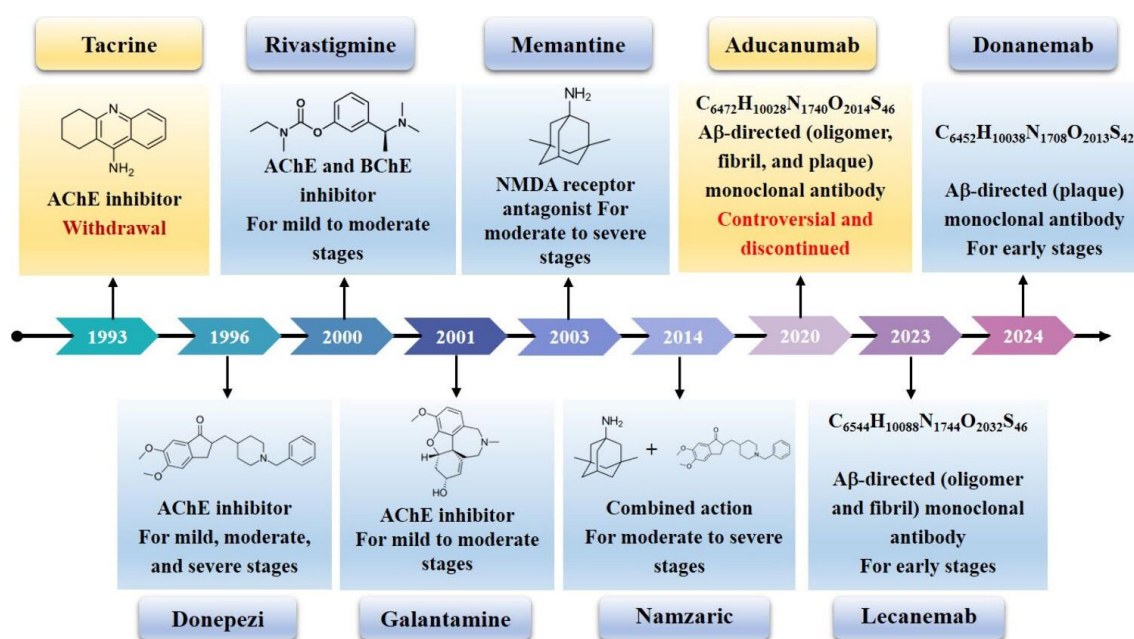 Tacrine
Rivastigmine
Memantine
Aducanumab
Donanemab
N
NH₂
AChE inhibitor
Withdrawal
N
O
O
N
AChE and BChE
inhibitor
For mild to moderate
stages
NH₂
NMDA receptor
antagonist For
moderate to severe
stages
C₆₄₇₂H₁₀₀₂₈N₁₇₄₀O₂₀₁₄S₄₆
Aβ-directed (oligomer,
fibril, and plaque)
monoclonal antibody
Controversial and
discontinued
C₆₄₅₂H₁₀₀₃₈N₁₇₀₈O₂₀₁₃S₄₂
Aβ-directed (plaque)
monoclonal antibody
For early stages
1993
1996
2000
2001
2003
2014
2020
2023
2024
O
O
O
N
AChE inhibitor
For mild, moderate,
and severe stages
O
O
N
H
HO
AChE inhibitor
For mild to moderate
stages
NH₂
+
O
O
O
N
Combined action
For moderate to severe
stages
C₆₅₄₄H₁₀₀₈₈N₁₇₄₄O₂₀₃₂S₄₆
Aβ-directed (oligomer
and fibril) monoclonal
antibody
For early stages
Donepezi
Galantamine
Namzaric
Lecanemab